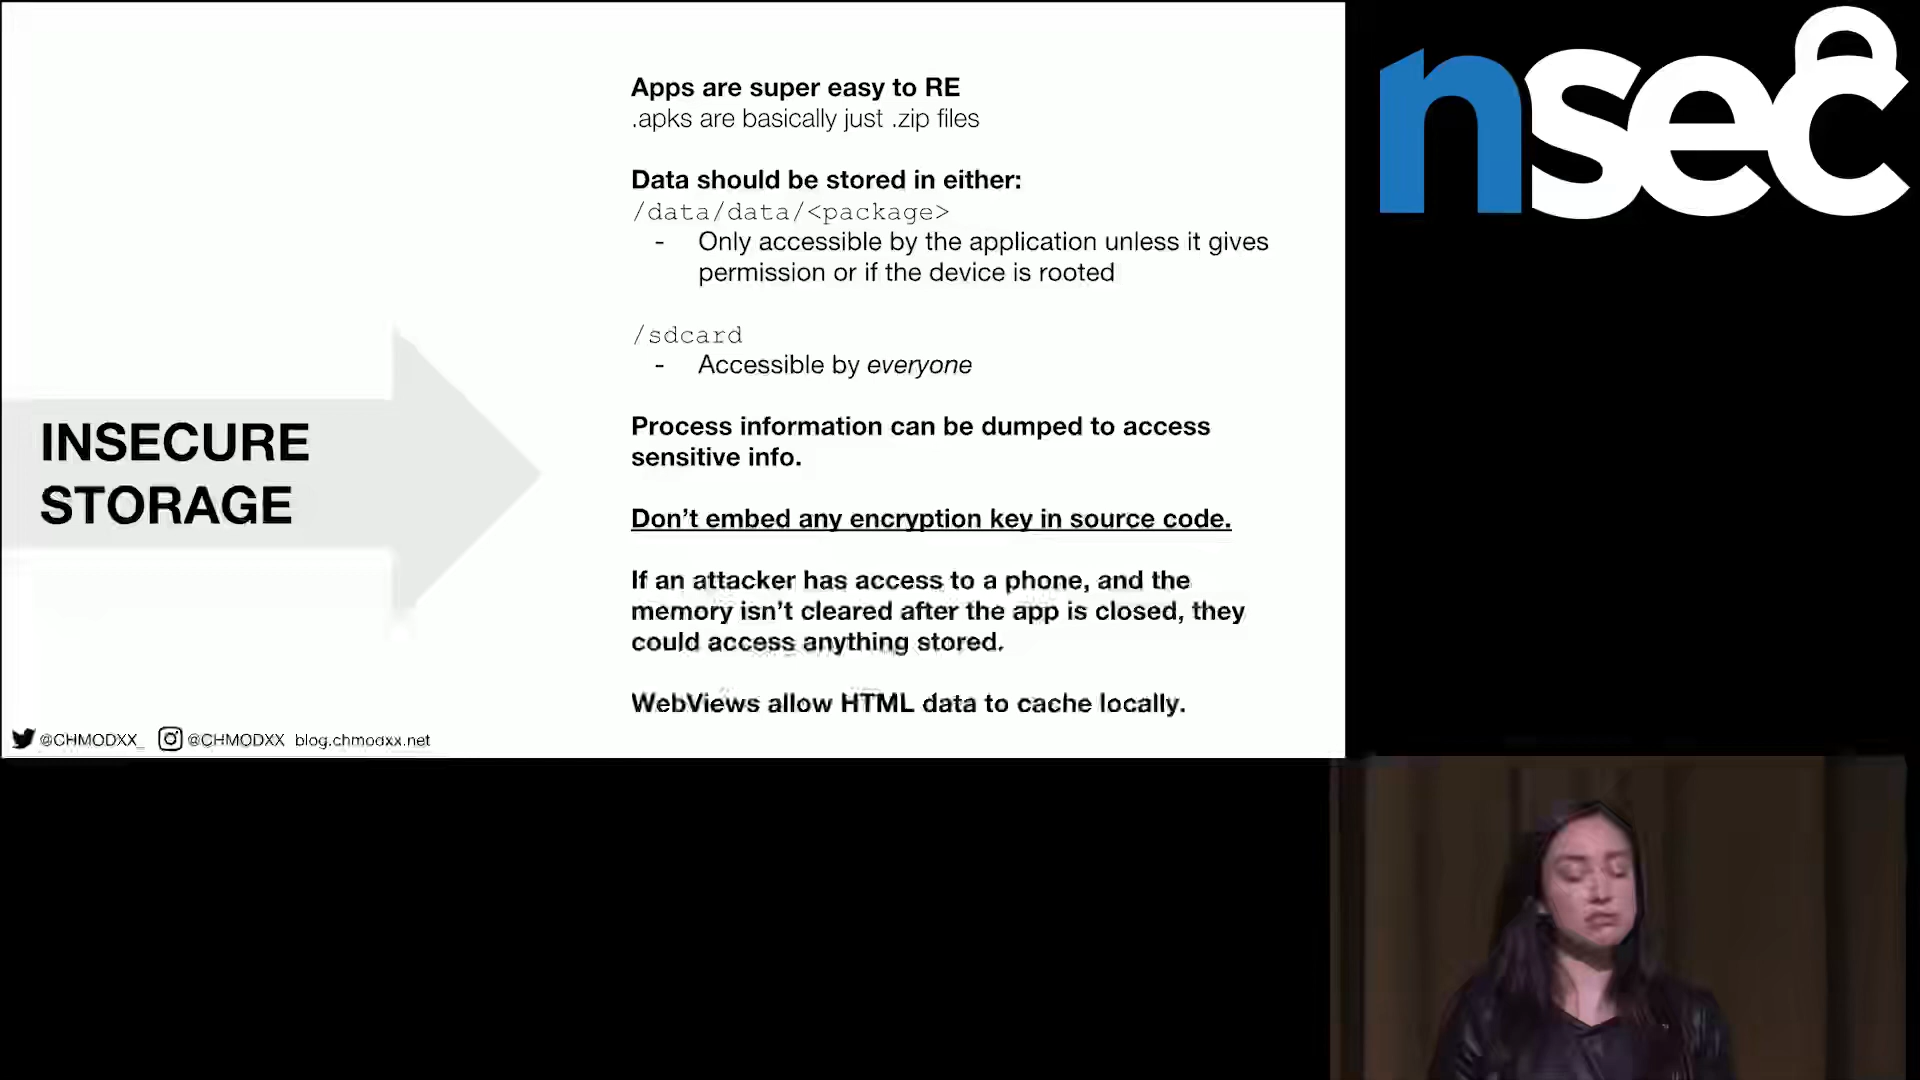 nsec
Apps are super easy to RE
.apks are basically just .zip files
Data should be stored in either:
/data/data/<package>
- Only accessible by the application unless it gives
permission or if the device is rooted
/sdcard
- Accessible by everyone
INSECURE
STORAGE
Process information can be dumped to access
sensitive info.
Don't embed any encryption key in source code.
If an attacker has access to a phone, and the
memory isn't cleared after the app is closed, they
could access anything stored.
WebViews allow HTML data to cache locally.
@CHMODXX_ @CHMODXX blog.chmodxx.net